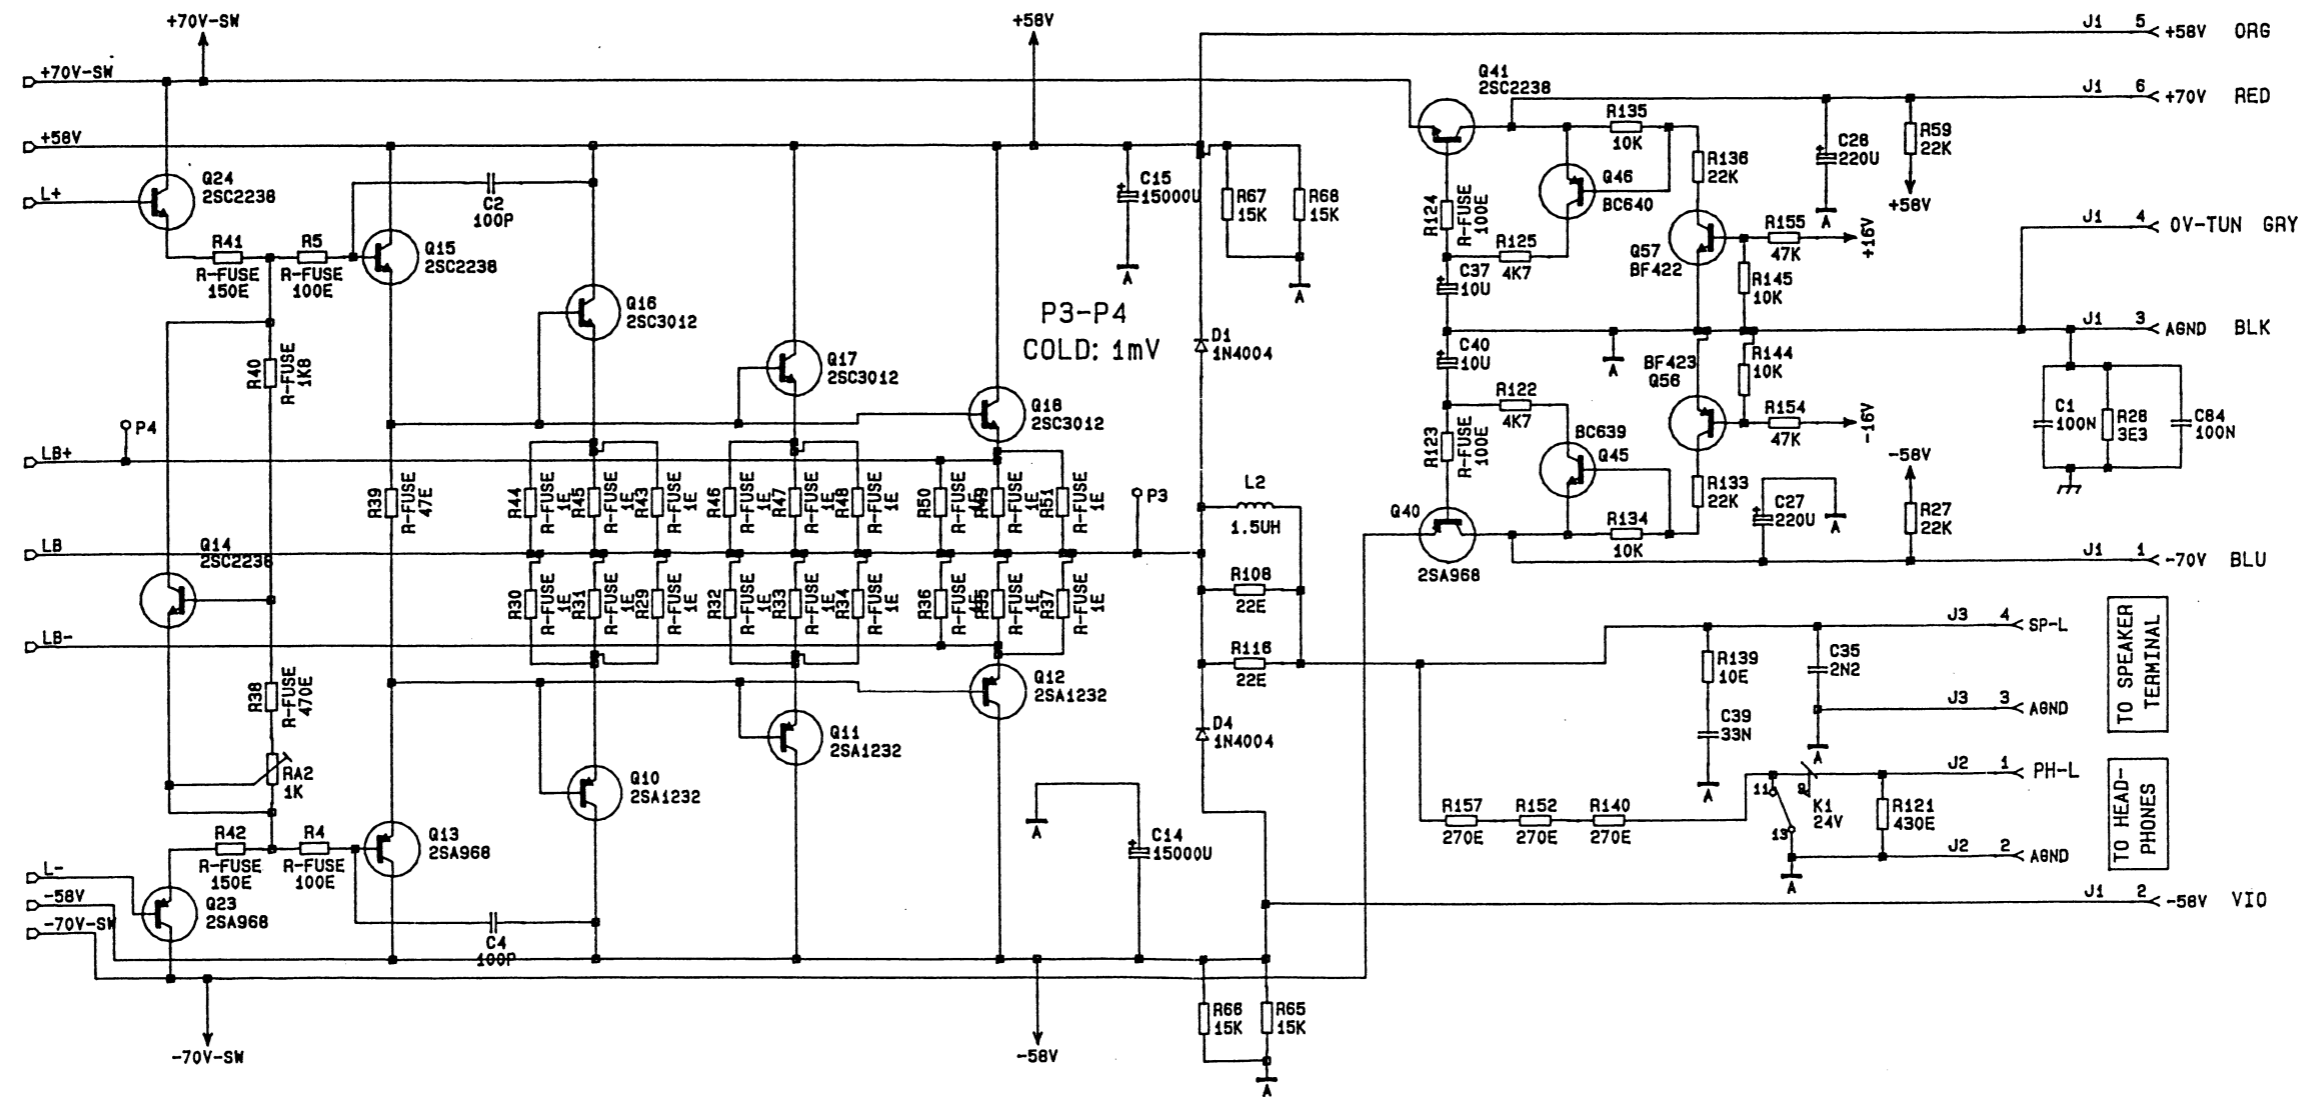 +70V-SW
+58V
J1 5 +58V ORG
+70V-SW
Q41
2SC2238
J1 6 +70V RED
+58V
R135
10K
C28
220U
R59
22K
+58V
A
L+
Q24
2SC2238
C2
100P
C15
15000U
A
R67
15K
R68
15K
A
R124
R-FUSE
100E
Q46
BC640
R136
22K
R125
4K7
Q57
BF422
R155
47K
+16V
J1 4 0V-TUN GRY
R41
R-FUSE
150E
R5
R-FUSE
100E
Q15
2SC2238
C37
10U
R145
10K
Q16
2SC3012
P3-P4
COLD: 1mV
D1
1N4004
J1 3 AGND BLK
A
R40
R-FUSE
1K8
Q17
2SC3012
C40
10U
BF423
Q56
R144
10K
R122
4K7
R154
47K
-16V
C1
100N
R28
3E3
C84
100N
Q18
2SC3012
P4
LB+
R123
R-FUSE
100E
BC639
Q45
R133
22K
-58V
R39
R-FUSE
47E
R44
R-FUSE
1E
R45
R-FUSE
1E
R43
R-FUSE
1E
R46
R-FUSE
1E
R47
R-FUSE
1E
R48
R-FUSE
1E
R50
R-FUSE
1E
R49
R-FUSE
1E
R51
R-FUSE
1E
P3
L2
1.5UH
Q40
2SA968
R134
10K
C27
220U
A
R27
22K
LB
J1 1 -70V BLU
Q14
2SC2238
R30
R-FUSE
1E
R31
R-FUSE
1E
R29
R-FUSE
1E
R32
R-FUSE
1E
R33
R-FUSE
1E
R34
R-FUSE
1E
R36
R-FUSE
1E
R35
R-FUSE
1E
R37
R-FUSE
1E
R108
22E
LB-
R116
22E
J3 4 SP-L
R139
10E
C35
2N2
TO SPEAKER
TERMINAL
R38
R-FUSE
470E
Q12
2SA1232
Q11
2SA1232
D4
1N4004
C39
33N
A
J3 3 AGND
A
RA2
1K
Q10
2SA1232
J2 1 PH-L
11
9
13
K1
24V
R121
430E
TO HEAD-
PHONES
R157
270E
R152
270E
R140
270E
A
C14
15000U
R42
R-FUSE
150E
R4
R-FUSE
100E
Q13
2SA968
J2 2 AGND
A
L-
-58V
-70V-SW
Q23
2SA968
J1 2 -58V VIO
C4
100P
R66
15K
R65
15K
A
-70V-SW
-58V